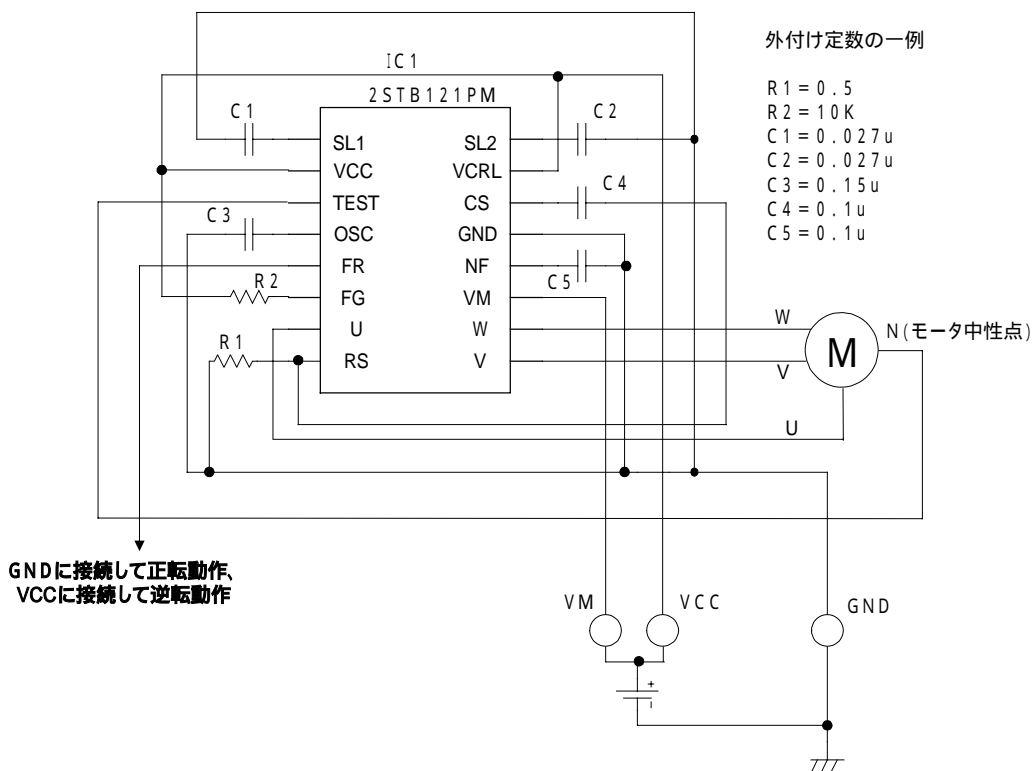 外付け定数の一例
R1=0.5
R2=10K
C1=0.027u
C2=0.027u
C3=0.15u
C4=0.1u
C5=0.1u
IC1
2STB121PM
C1
C2
SL1
SL2
VCC
VCRL
C4
TEST
CS
C3
OSC
GND
FR
NF
C5
R2
FG
VM
U
W
R1
RS
V
W
M
N(モータ中性点)
V
U
GNDに接続して正転動作、
VCCに接続して逆転動作
VM
VCC
GND
+
-